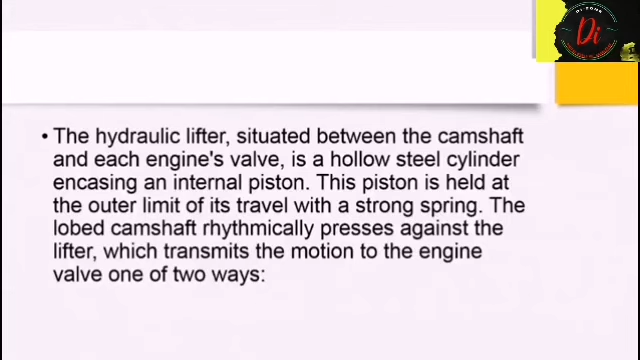 DI-ZONE
Di
• The hydraulic lifter, situated between the camshaft
and each engine's valve, is a hollow steel cylinder
encasing an internal piston. This piston is held at
the outer limit of its travel with a strong spring. The
lobed camshaft rhythmically presses against the
lifter, which transmits the motion to the engine
valve one of two ways: